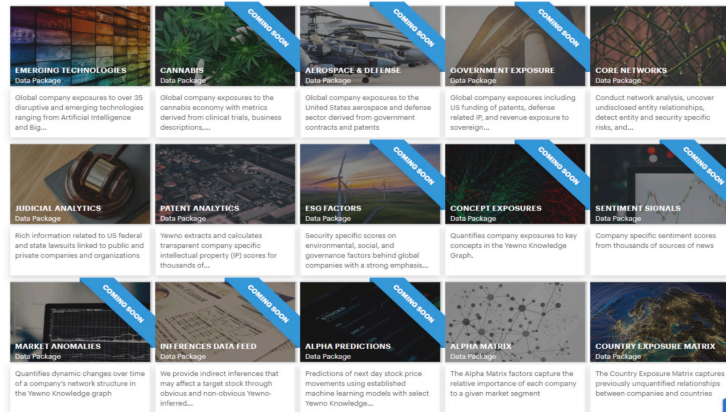 COMING SOON
COMING SOON
COMING SOON
EMERGING TECHNOLOGIES
Data Package
CANNABIS
Data Package
AEROSPACE & DEFENSE
Data Package
GOVERNMENT EXPOSURE
Data Package
CORE NETWORKS
Data Package
Global company exposures to over 35
disruptive and emerging technologies
ranging from Artificial Intelligence
and Big...
Global company exposures to the
cannabis economy with metrics
derived from clinical trials, business
descriptions,...
Global company exposures to the
United States aerospace and defense
sector derived from government
contracts and patents
Global company exposures including
US funding of patents, defense
related IP, and revenue exposure to
sovereign...
Conduct network analysis, uncover
undisclosed entity relationships,
detect entity and security specific
risks, and...
COMING SOON
COMING SOON
COMING SOON
JUDICIAL ANALYTICS
Data Package
PATENT ANALYTICS
Data Package
ESG FACTORS
Data Package
CONCEPT EXPOSURES
Data Package
SENTIMENT SIGNALS
Data Package
Rich information related to US federal
and state lawsuits linked to public and
private companies and organizations
Yewno extracts and calculates
transparent company specific
intellectual property (IP) scores for
thousands of...
Security specific scores on
environmental, social, and
governance factors behind global
companies with a strong emphasis...
Quantifies company exposures to key
concepts in the Yewno Knowledge
Graph.
Company specific sentiment scores
from thousands of sources of news
COMING SOON
COMING SOON
COMING SOON
MARKET ANOMALIES
Data Package
INFERENCES DATA FEED
Data Package
ALPHA PREDICTIONS
Data Package
ALPHA MATRIX
Data Package
COUNTRY EXPOSURE MATRIX
Data Package
Quantifies dynamic changes over time
of a company's network structure in
the Yewno Knowledge graph
We provide indirect inferences that
may affect a target stock through
obvious and non-obvious Yewno-
inferred...
Predictions of next day stock price
movements using established
machine learning models with select
Yewno Knowledge...
The Alpha Matrix factors capture the
relative importance of each company
to a given market segment
The Country Exposure Matrix captures
previously unquantified relationships
between companies and countries